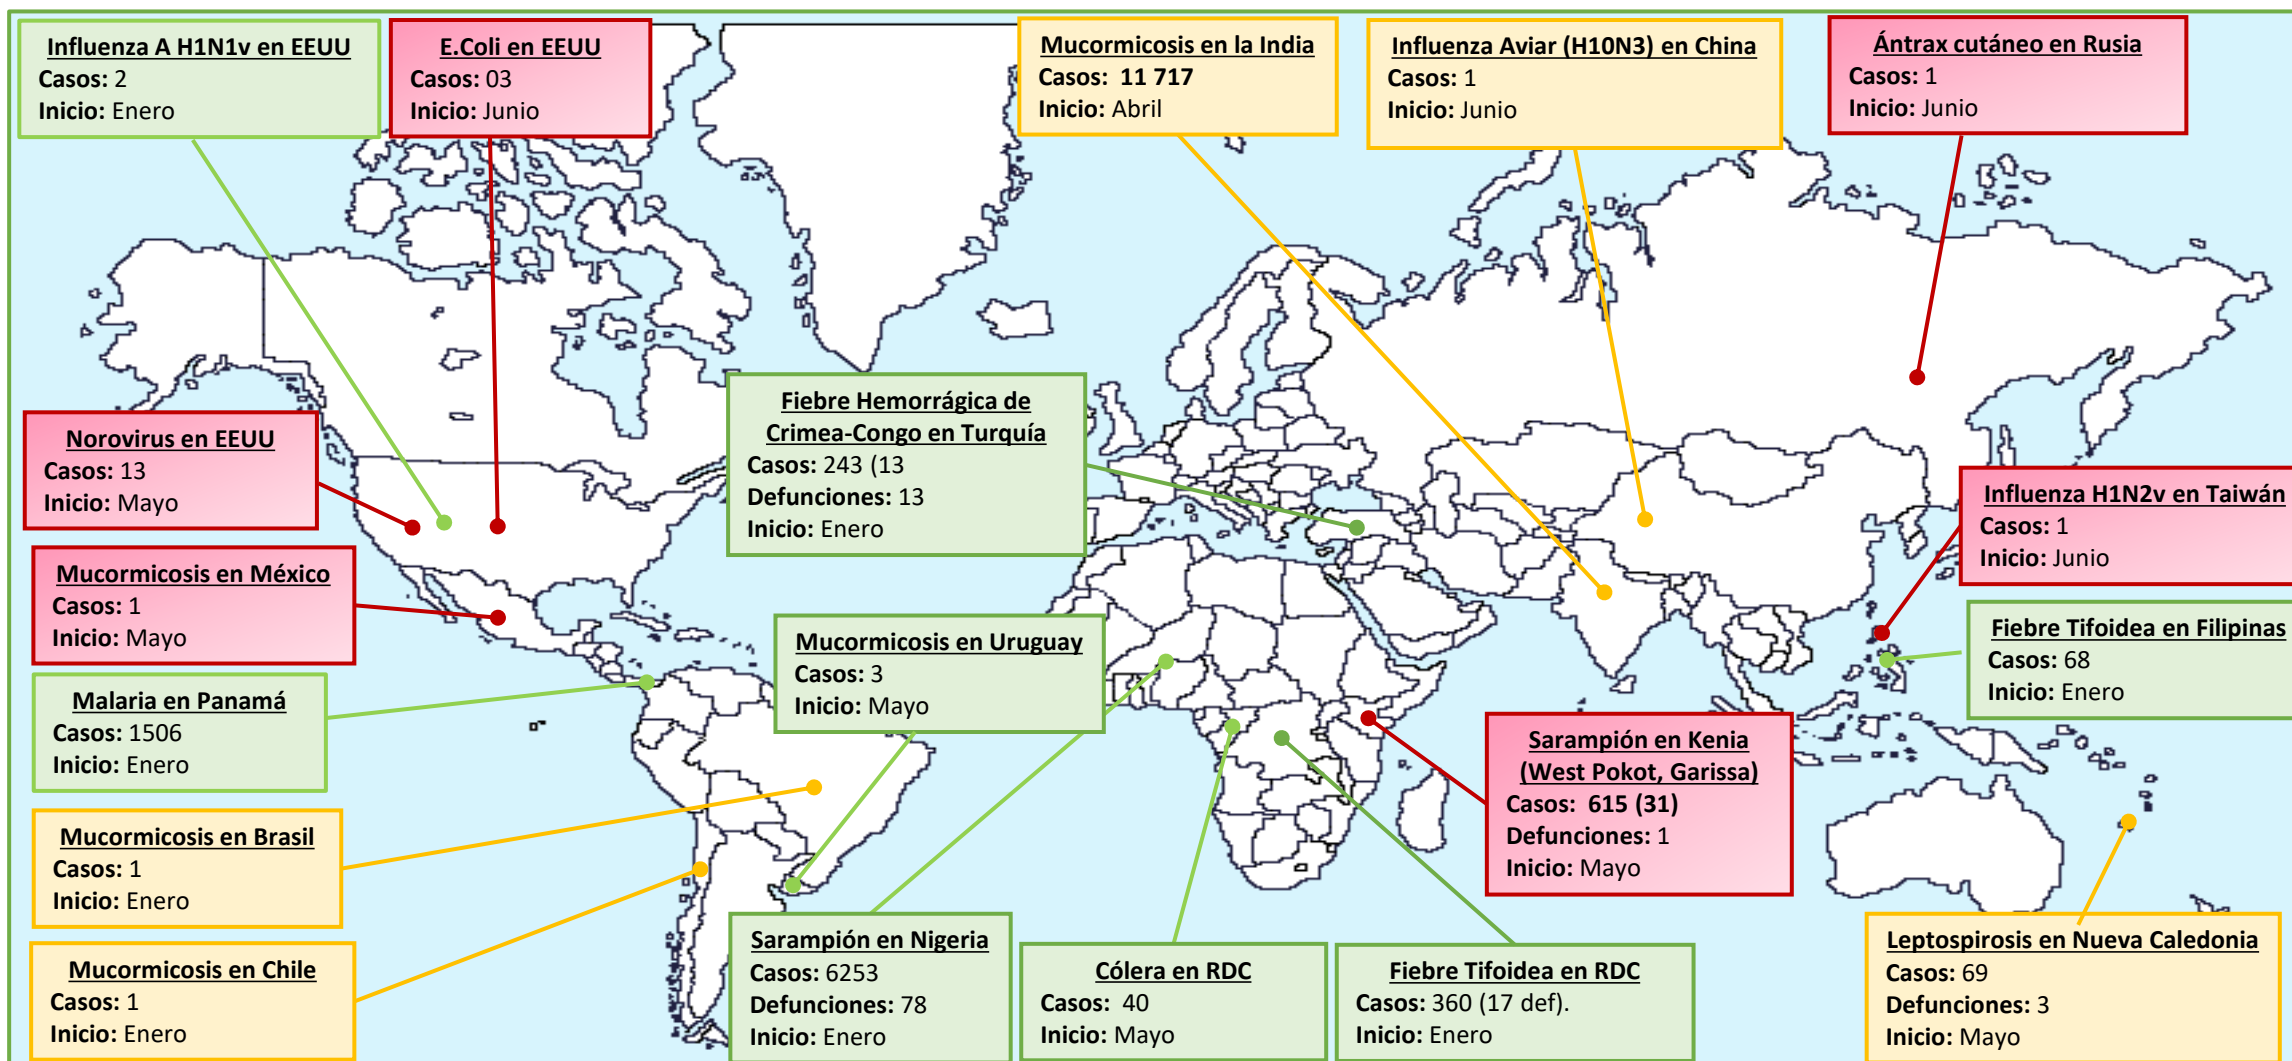 Influenza A H1N1v en EEUU
Casos: 2
Inicio: Enero
E.Coli en EEUU
Casos: 03
Inicio: Junio
Mucormicosis en la India
Casos: 11 717
Inicio: Abril
Influenza Aviar (H10N3) en China
Casos: 1
Inicio: Junio
Ántrax cutáneo en Rusia
Casos: 1
Inicio: Junio
Norovirus en EEUU
Casos: 13
Inicio: Mayo
Fiebre Hemorrágica de
Crimea-Congo en Turquía
Casos: 243 (13
Defunciones: 13
Inicio: Enero
Influenza H1N2v en Taiwán
Casos: 1
Inicio: Junio
Mucormicosis en México
Casos: 1
Inicio: Mayo
Mucormicosis en Uruguay
Casos: 3
Inicio: Mayo
Fiebre Tifoidea en Filipinas
Casos: 68
Inicio: Enero
Malaria en Panamá
Casos: 1506
Inicio: Enero
Sarampión en Kenia
(West Pokot, Garissa)
Casos: 615 (31)
Defunciones: 1
Inicio: Mayo
Mucormicosis en Brasil
Casos: 1
Inicio: Enero
Mucormicosis en Chile
Casos: 1
Inicio: Enero
Sarampión en Nigeria
Casos: 6253
Defunciones: 78
Inicio: Enero
Cólera en RDC
Casos: 40
Inicio: Mayo
Fiebre Tifoidea en RDC
Casos: 360 (17 def).
Inicio: Enero
Leptospirosis en Nueva Caledonia
Casos: 69
Defunciones: 3
Inicio: Mayo